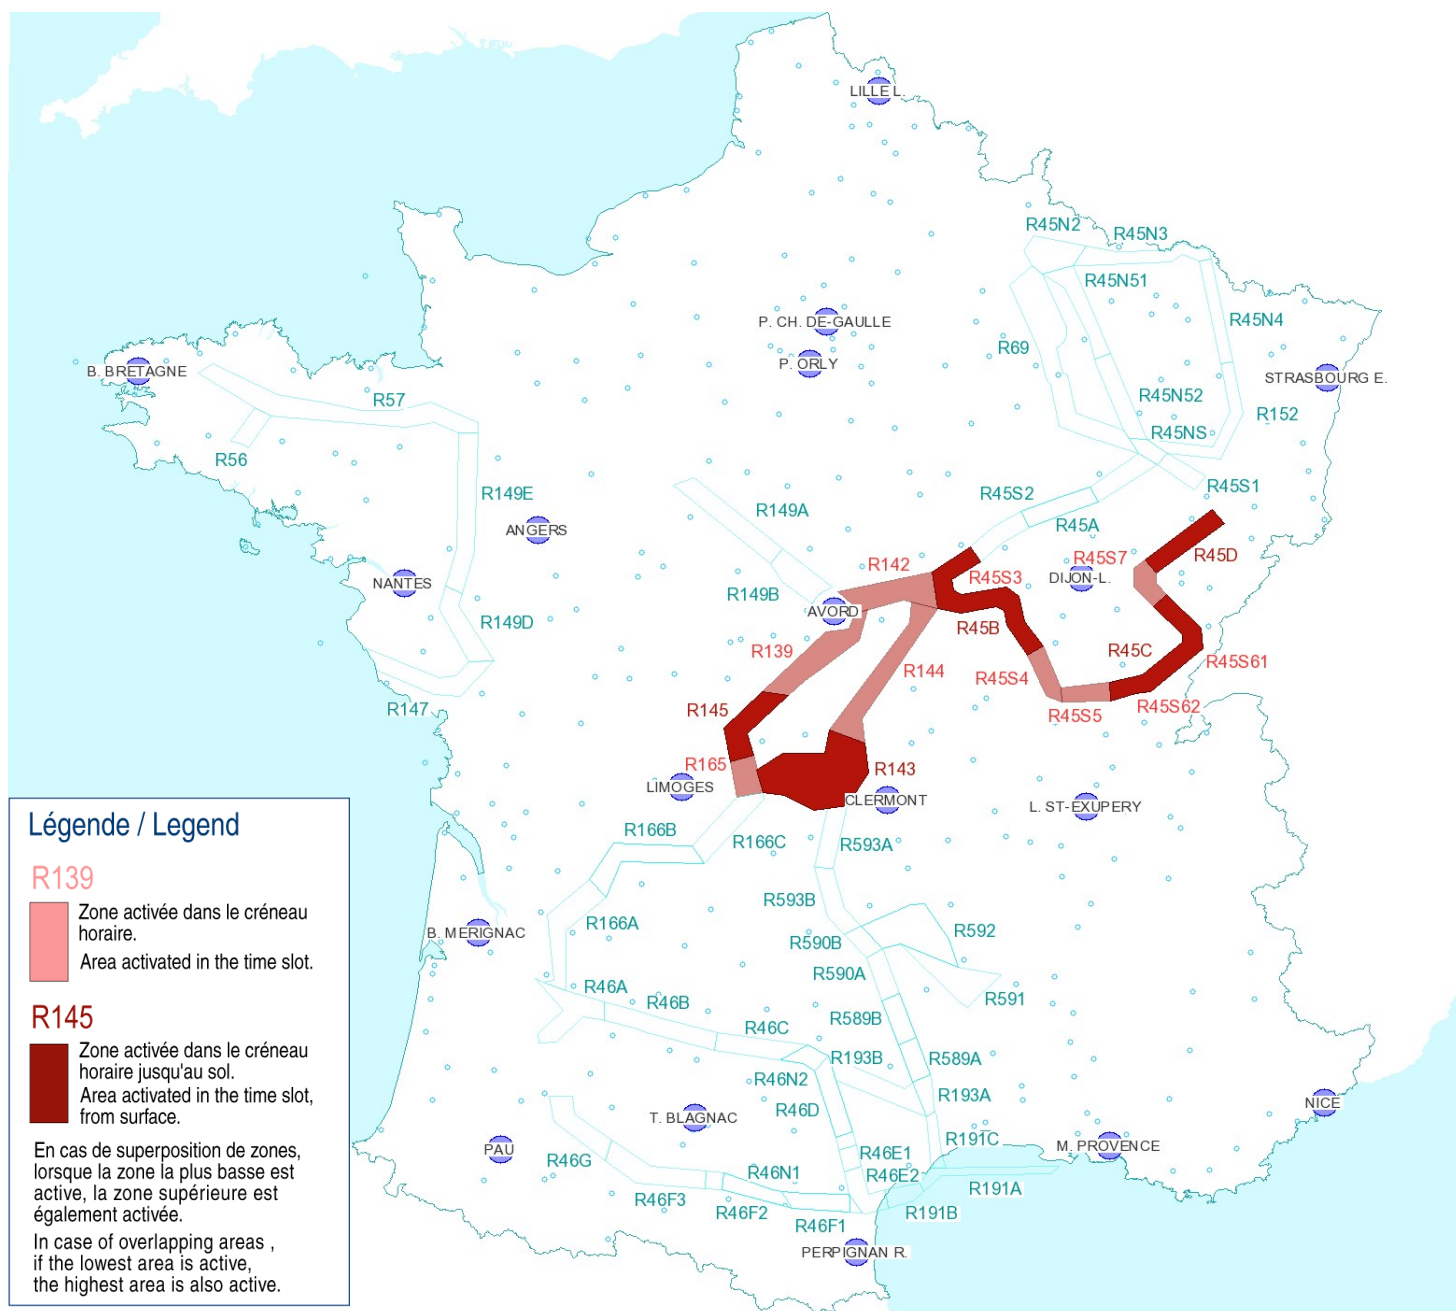 LILLE L.
R45N2
R45N3
R45N51
P. CH. DE-GAULLE
R45N4
R69
P. ORLY
B. BRETAGNE
STRASBOURG E.
R57
R45N52
R152
R45NS
R56
R149E
R45S2
R45S1
R149A
R45A
ANGERS
R142
R45S7
R45D
R45S3
DIJON-L.
NANTES
R149B
AVORD
R149D
R45B
R139
R45C
R45S61
R144
R45S4
R147
R145
R45S5
R45S62
R165
R143
LIMOGES
CLERMONT
L. ST-EXUPERY
R166B
R166C
R593A
R593B
R166A
B. MERIGNAC
R590B
R592
R590A
R46A
R46B
R591
R46C
R589B
R193B
R589A
R46N2
R193A
R46D
T. BLAGNAC
NICE
PAU
R191C
M. PROVENCE
R46G
R46E1
R46N1
R46E2
R191A
R46F3
R46F2
R191B
R46F1
PERPIGNAN R.
Légende / Legend
R139
Zone activée dans le créneau
horaire.
Area activated in the time slot.
R145
Zone activée dans le créneau
horaire jusqu'au sol.
Area activated in the time slot,
from surface.
En cas de superposition de zones,
lorsque la zone la plus basse est
active, la zone supérieure est
également activée.
In case of overlapping areas ,
if the lowest area is active,
the highest area is also active.